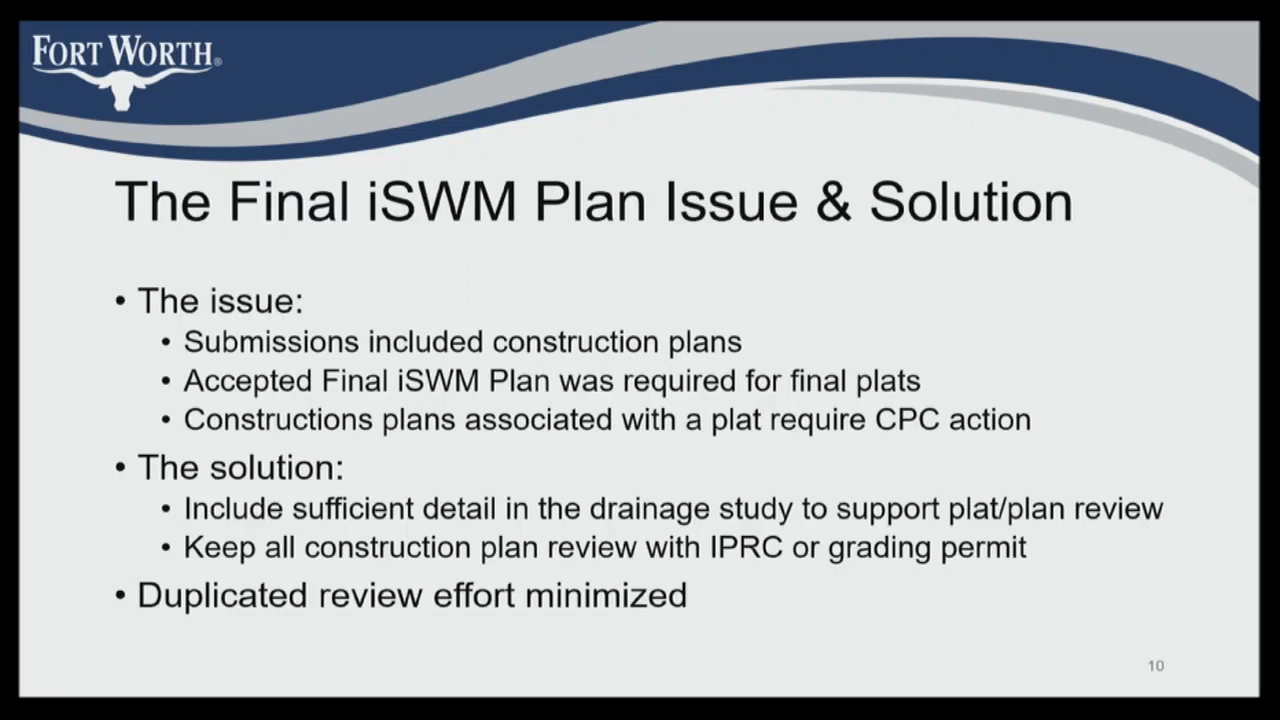 FORT WORTH®
The Final iSWM Plan Issue & Solution
• The issue:
• Submissions included construction plans
• Accepted Final iSWM Plan was required for final plats
• Constructions plans associated with a plat require CPC action
• The solution:
• Include sufficient detail in the drainage study to support plat/plan review
• Keep all construction plan review with IPRC or grading permit
• Duplicated review effort minimized
10